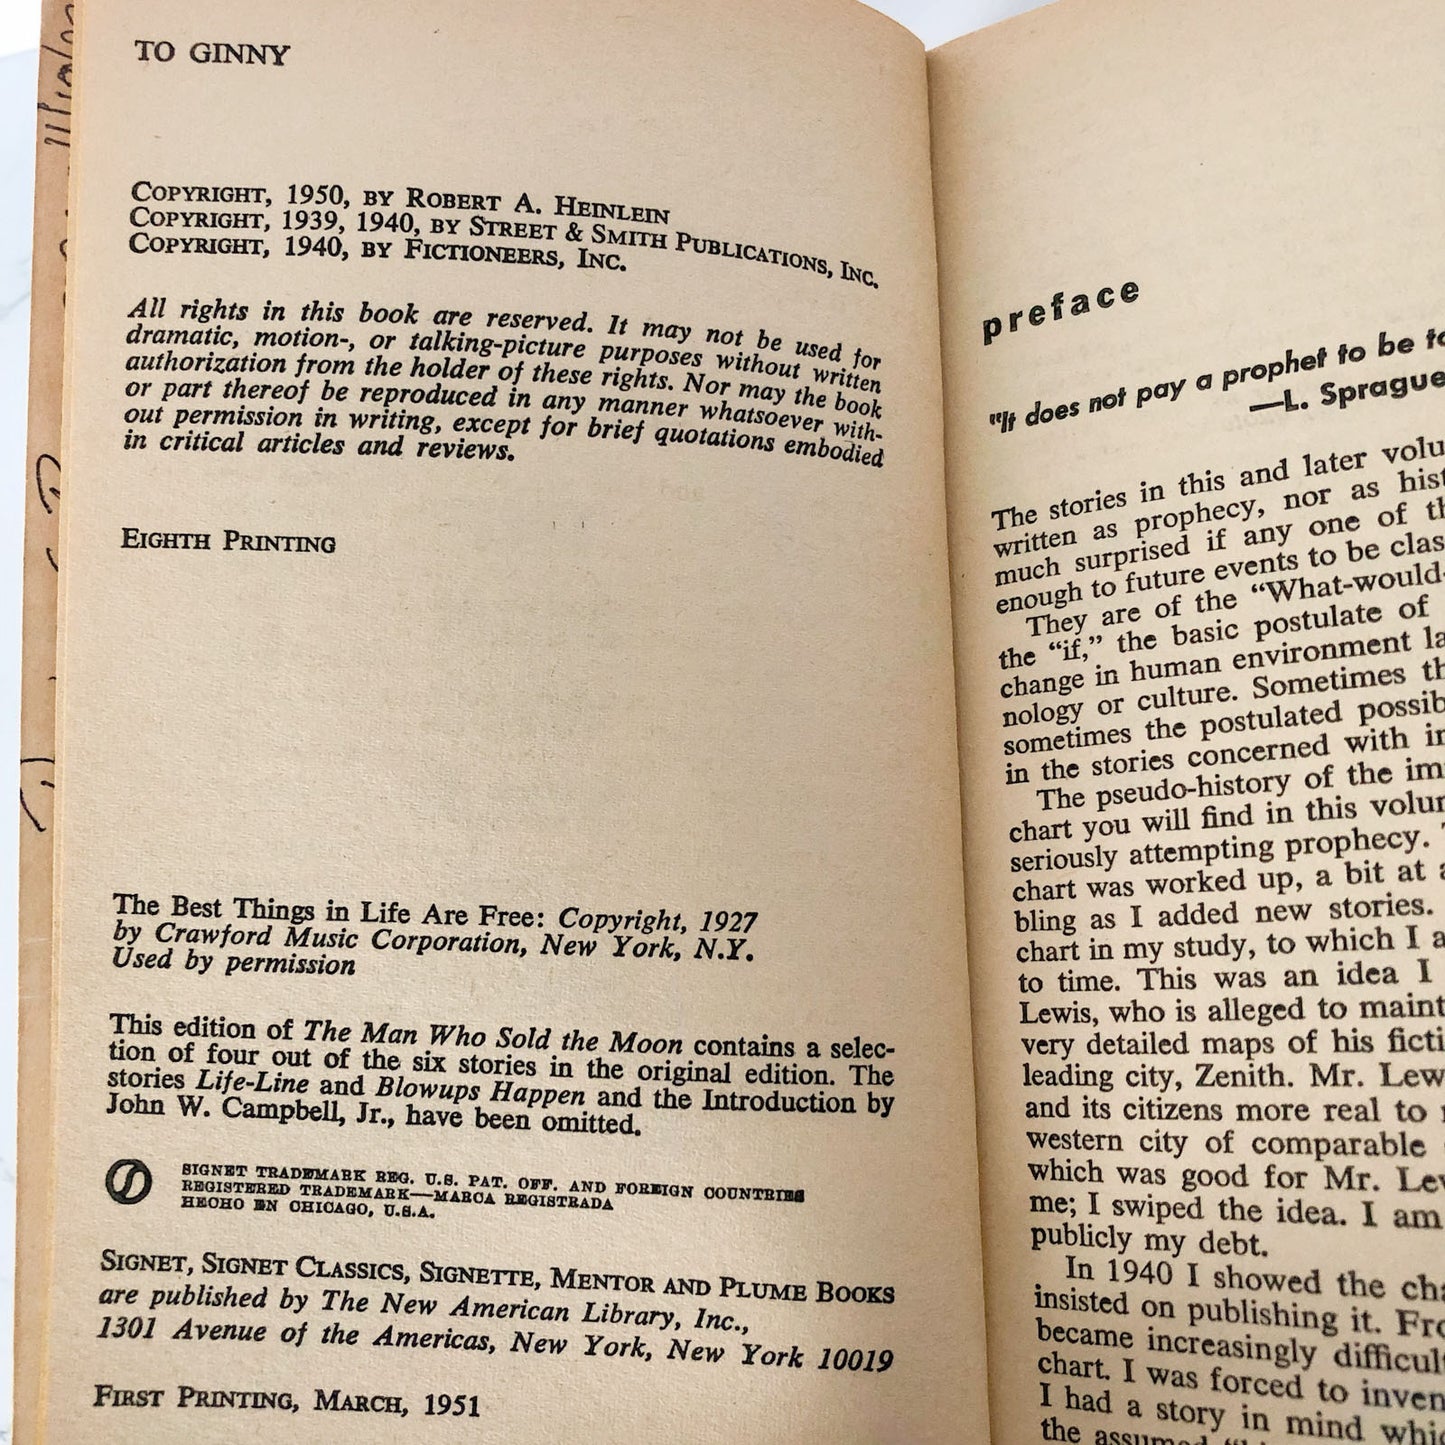 TO GINNY
COPYRIGHT, 1950, BY ROBERT A. HEINLEIN
COPYRIGHT, 1939, 1940, BY STREET & SMITH PUBLICATIONS, INC.
COPYRIGHT, 1940, BY FICTIONEERS, INC.
All rights in this book are reserved. It may not be used for
dramatic, motion-, or talking-picture purposes without written
authorization from the holder of these rights. Nor may the book
or part thereof be reproduced in any manner whatsoever with-
out permission in writing, except for brief quotations embodied
in critical articles and reviews.
EIGHTH PRINTING
The Best Things in Life Are Free: Copyright, 1927
by Crawford Music Corporation, New York, N.Y.
Used by permission
This edition of The Man Who Sold the Moon contains a selec-
tion of four out of the six stories in the original edition. The
stories Life-Line and Blowups Happen and the Introduction by
John W. Campbell, Jr., have been omitted.
SIGNET TRADEMARK REG. U.S. PAT. OFF. AND FOREIGN COUNTRIES
REGISTERED TRADEMARK—MARCA REGISTRADA
HECHO EN CHICAGO, U.S.A.
SIGNET, SIGNET CLASSICS, SIGNETTE, MENTOR AND PLUME BOOKS
are published by The New American Library, Inc.,
1301 Avenue of the Americas, New York, New York 10019
FIRST PRINTING, MARCH, 1951
preface
"It does not pay a prophet to be
—L. Sprague
The stories in this and later
written as prophecy, nor as
much surprised if any one of
enough to future events to be
They are of the "What-would-
the "if," the basic postulate of
change in human environment
nology or culture. Sometimes
sometimes the postulated
in the stories concerned with
The pseudo-history of the
chart you will find in this
seriously attempting prophecy.
chart was worked up, a bit at
bling as I added new stories.
chart in my study, to which I
to time. This was an idea I
Lewis, who is alleged to
very detailed maps of his
leading city, Zenith. Mr.
and its citizens more real to
western city of comparable
which was good for Mr.
me; I swiped the idea. I am
publicly my debt.
In 1940 I showed the
insisted on publishing it.
became increasingly
chart. I was forced to
I had a story in mind
the